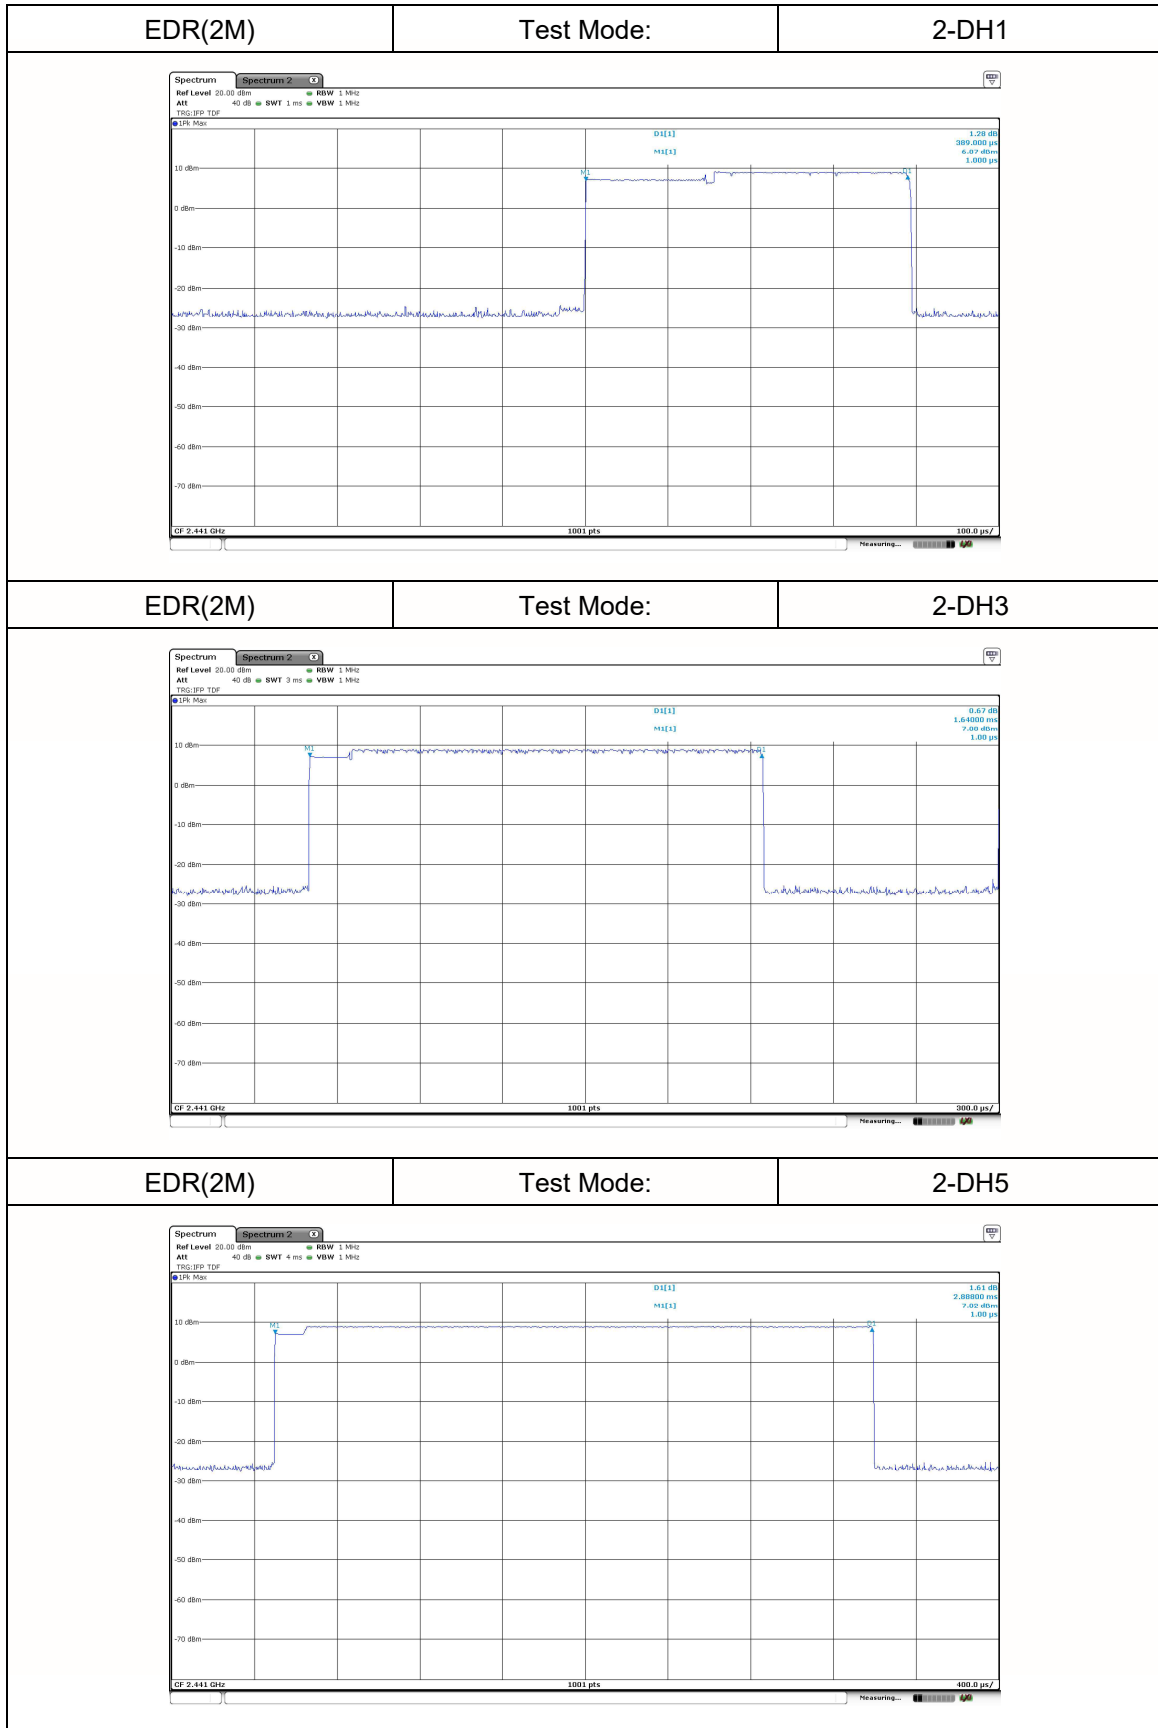 EDR(2M) Test Mode: 2-DH1
Spectrum Spectrum 2 X
Ref Level 20.00 dBm RBW 1 MHz
Att 40 dB SWT 1 ms VBW 1 MHz
TRG:IFP TDF
1Pk Max
D1[1] 1.28 dB
389.000 µs
M1[1] 6.87 dBm
1.000 µs
10 dBm
M1 D1
0 dBm
-10 dBm
-20 dBm
-30 dBm
-40 dBm
-50 dBm
-60 dBm
-70 dBm
CF 2.441 GHz 1001 pts 100.0 µs/
Measuring...
EDR(2M) Test Mode: 2-DH3
Spectrum Spectrum 2 X
Ref Level 20.00 dBm RBW 1 MHz
Att 40 dB SWT 3 ms VBW 1 MHz
TRG:IFP TDF
1Pk Max
D1[1] 0.67 dB
1.64000 ms
M1[1] 7.00 dBm
1.00 µs
10 dBm
M1 D1
0 dBm
-10 dBm
-20 dBm
-30 dBm
-40 dBm
-50 dBm
-60 dBm
-70 dBm
CF 2.441 GHz 1001 pts 300.0 µs/
Measuring...
EDR(2M) Test Mode: 2-DH5
Spectrum Spectrum 2 X
Ref Level 20.00 dBm RBW 1 MHz
Att 40 dB SWT 4 ms VBW 1 MHz
TRG:IFP TDF
1Pk Max
D1[1] 1.61 dB
2.88800 ms
M1[1] 7.02 dBm
1.00 µs
10 dBm
M1 D1
0 dBm
-10 dBm
-20 dBm
-30 dBm
-40 dBm
-50 dBm
-60 dBm
-70 dBm
CF 2.441 GHz 1001 pts 400.0 µs/
Measuring...